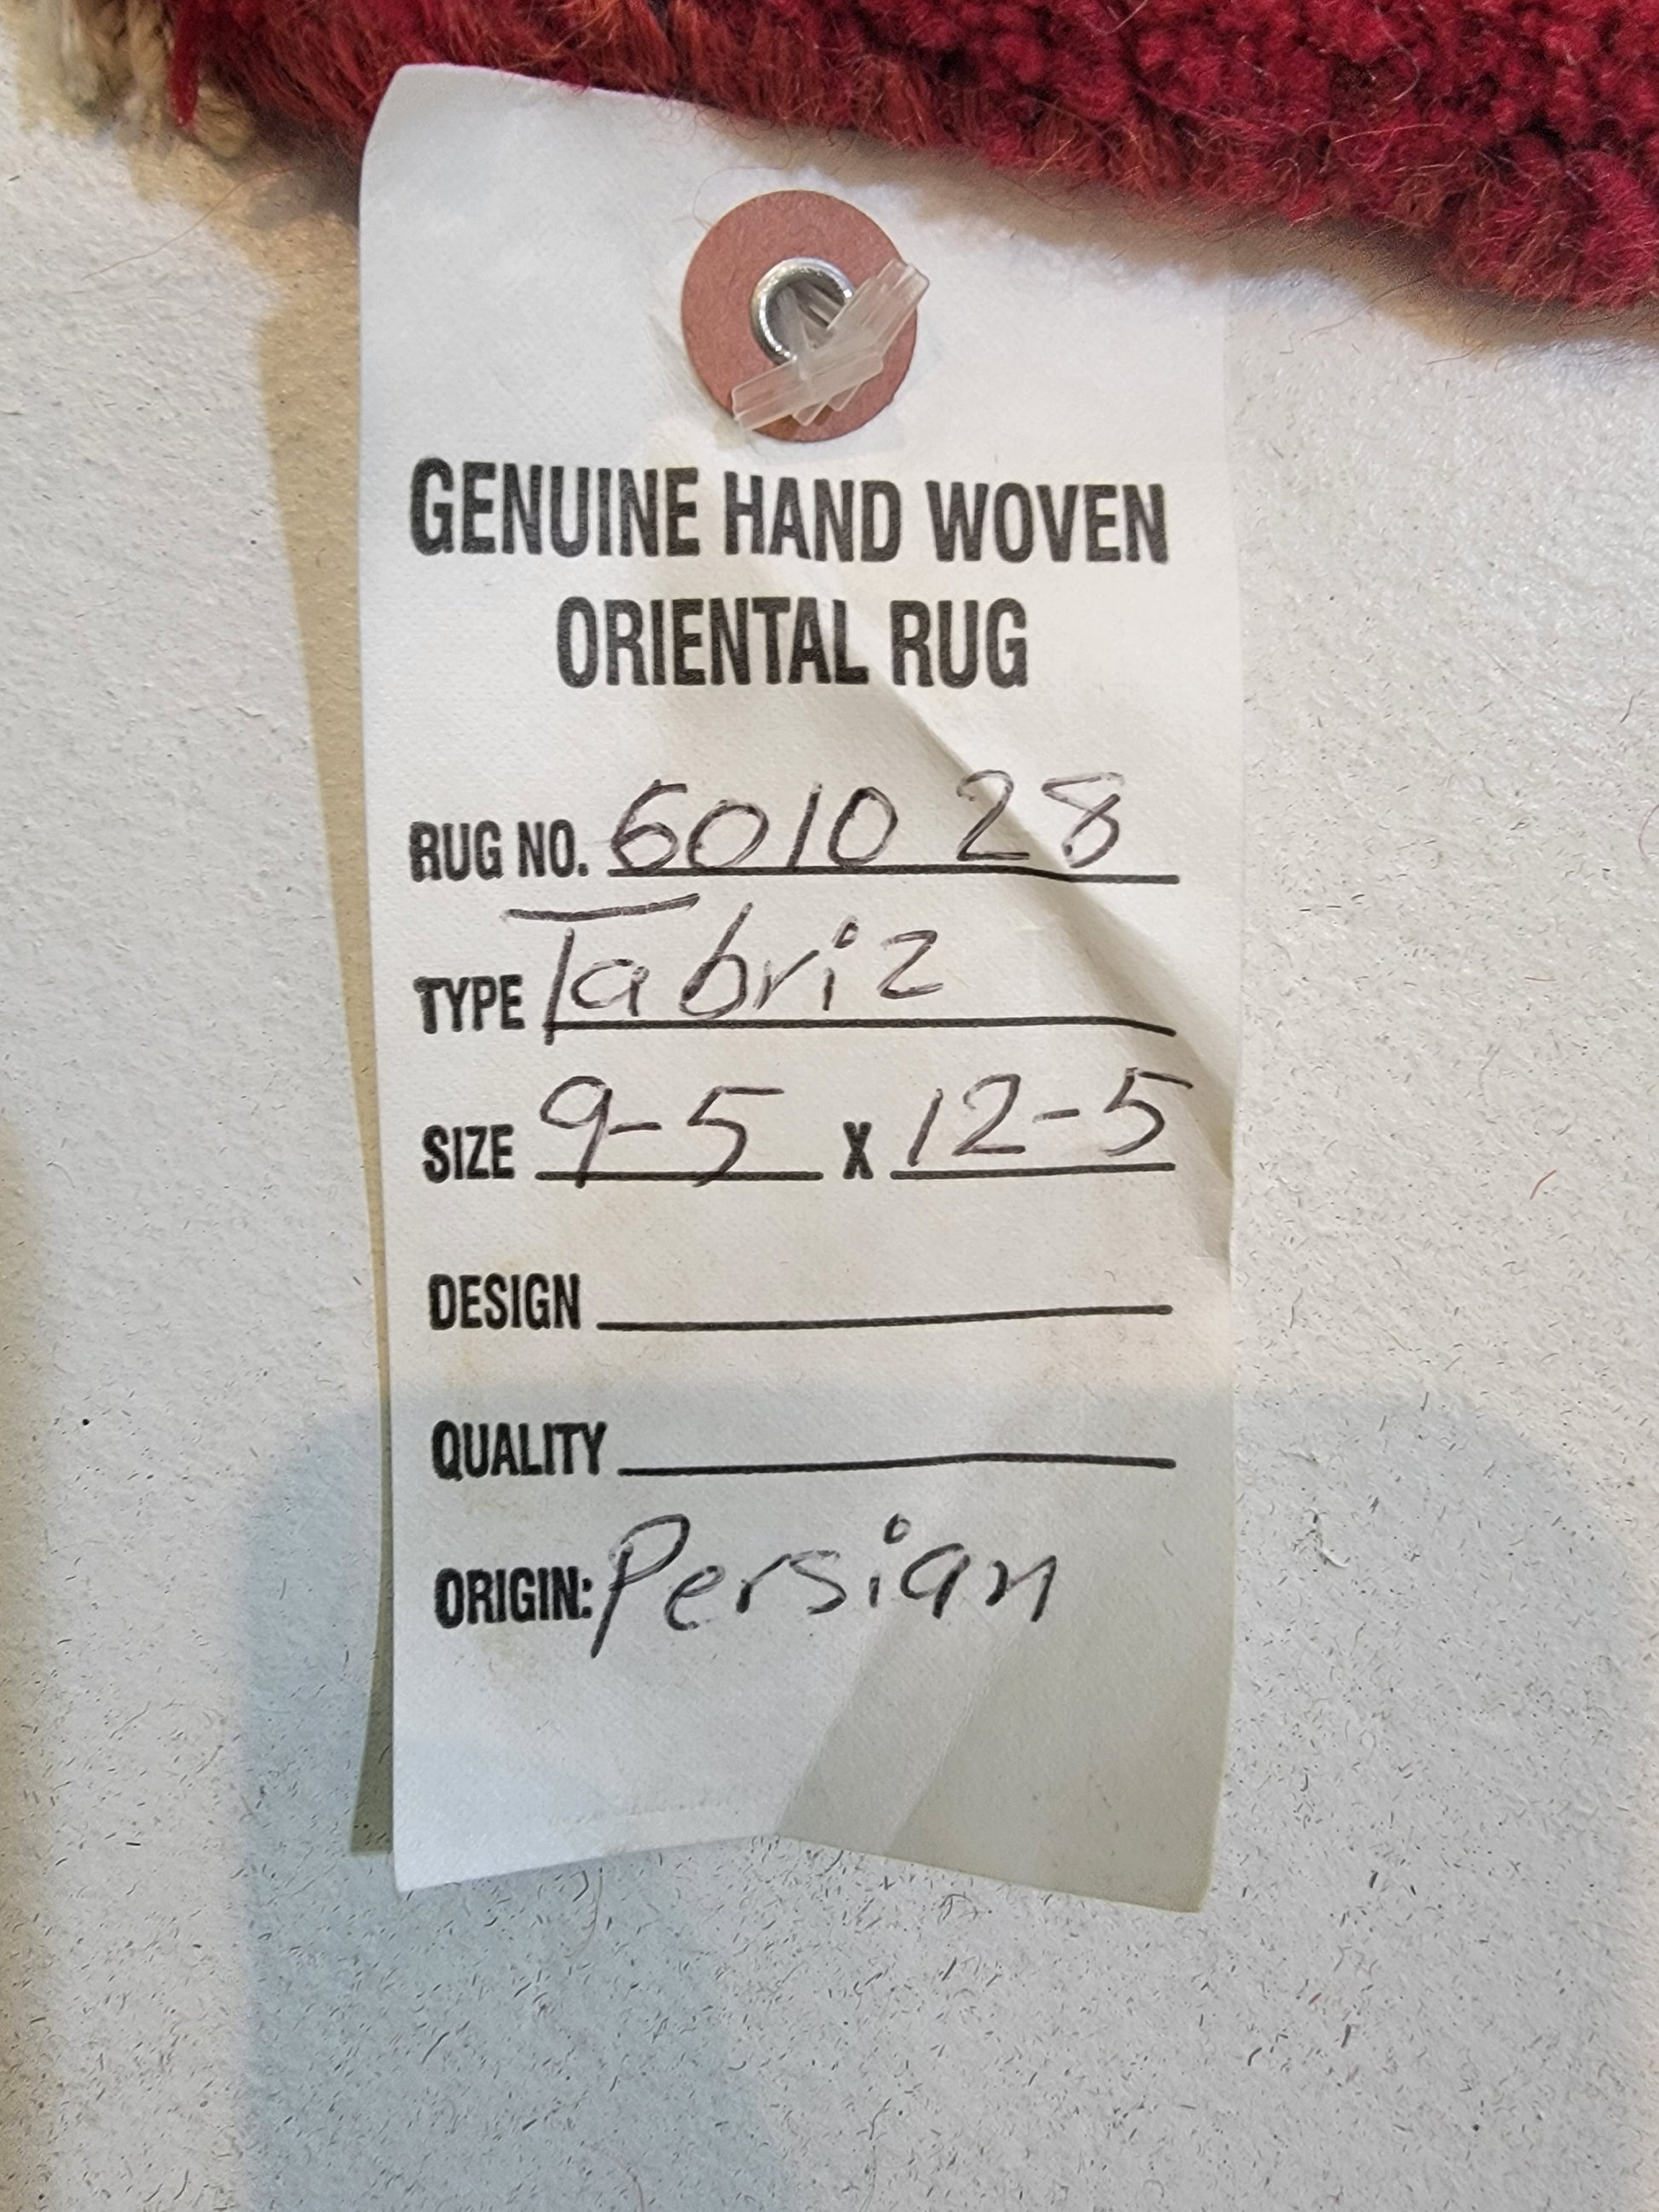 GENUINE HAND WOVEN
ORIENTAL RUG
RUG NO. 601028
TYPE Tabriz
SIZE 9-5 X 12-5
DESIGN
QUALITY
ORIGIN: Persian